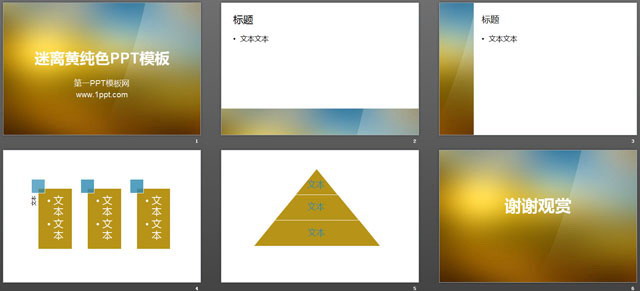 迷离黄纯色PPT模板
第一PPT模板网
www.1ppt.com
1
标题
• 文本文本
2
标题
• 文本文本
3
文本
• 文本
• 文本
• 文本
• 文本
• 文本
• 文本
4
文本
文本
文本
5
谢谢观赏
6